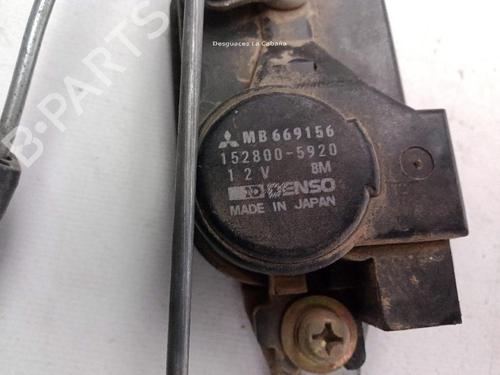 Desguaces La Cabaña
B-PARTS
MB669156
152800-5920
12V 8M
DENSO
MADE IN JAPAN